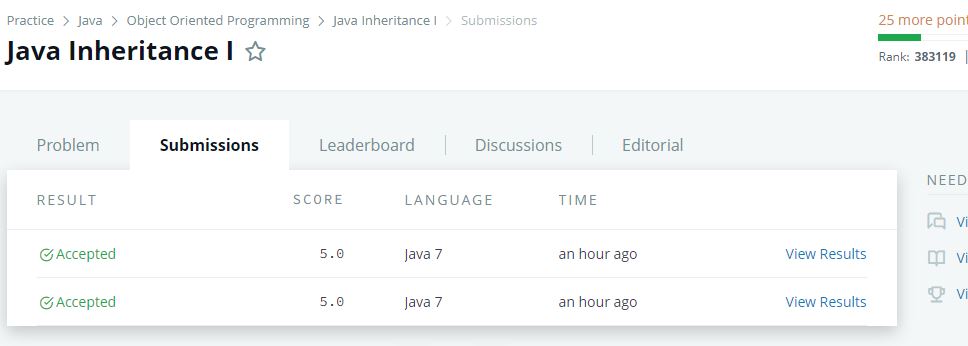 Practice > Java > Object Oriented Programming > Java Inheritance I > Submissions
25 more point
Java Inheritance I
Rank: 383119 |
Problem Submissions Leaderboard Discussions Editorial
NEED
RESULT SCORE LANGUAGE TIME
Vi
Accepted 5.0 Java 7 an hour ago View Results
Vi
Vi
Accepted 5.0 Java 7 an hour ago View Results